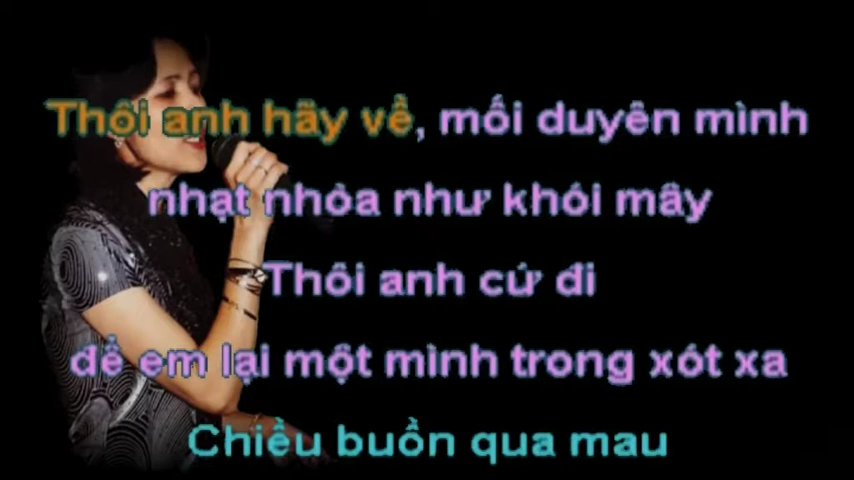 Thôi anh hãy về, mối duyên mình
nhạt nhòa như khói mây
Thôi anh cứ đi
để em lại một mình trong xót xa
Chiều buồn qua mau